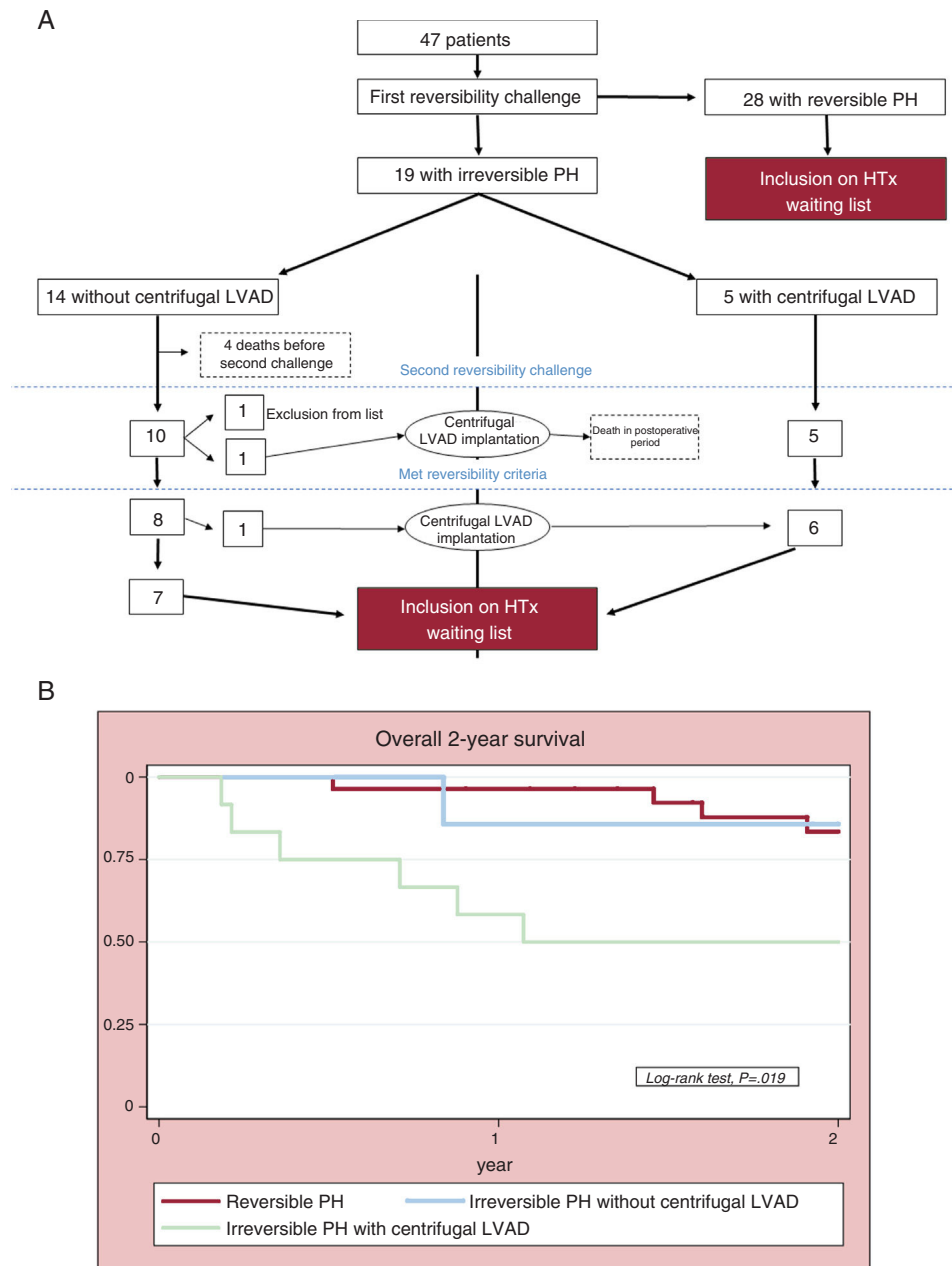 A
47 patients
First reversibility challenge
28 with reversible PH
19 with irreversible PH
Inclusion on HTx
waiting list
14 without centrifugal LVAD
5 with centrifugal LVAD
4 deaths before
second challenge
Second reversibility challenge
1
Exclusion from list
10
1
Centrifugal
LVAD implantation
Death in postoperative
period
5
Met reversibility criteria
8
1
Centrifugal LVAD
implantation
6
7
Inclusion on HTx
waiting list
B
Overall 2-year survival
0
0.75
0.50
0.25
0
Log-rank test, P=.019
0
1
2
year
Reversible PH
Irreversible PH without centrifugal LVAD
Irreversible PH with centrifugal LVAD